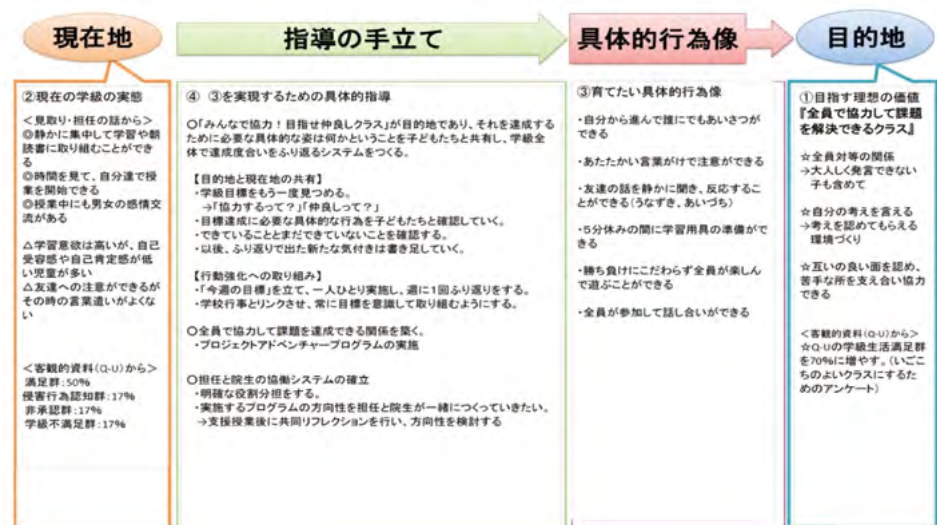 現在地
指導の手立て
具体的行為像
目的地
②現在の学級の実態
＜見取り・担任の話から＞
◎静かに集中して学習や朝
読書に取り組むことができ
る
◎時間を見て、自分達で授
業を開始できる
◎授業中にも男女の感情交
流がある
△学習意欲は高いが、自己
受容感や自己肯定感が低
い児童が多い
△友達への注意ができるが
その時の言葉遣いがよくな
い
＜客観的資料(Q-U)から＞
満足群：50%
侵害行為認知群：17%
非承認群：17%
学級不満足群：17%
④ ③を実現するための具体的指導
〇「みんなで協力！目指せ仲良しクラス」が目的地であり、それを達成する
ために必要な具体的な姿は何かということを子どもたちと共有し、学級全
体で達成度合いをふり返るシステムをつくる。
【目的地と現在地の共有】
・学級目標をもう一度見つめる。
→「協力するって？」「仲良しって？」
・目標達成に必要な具体的な行為を子どもたちと確認していく。
・できていることとまだできていないことを確認する。
・以後、ふり返りで出た新たな気付きは書き足していく。
【行動強化への取り組み】
・「今週の目標」を立て、一人ひとり実施し、週に1回ふり返りをする。
・学校行事とリンクさせ、常に目標を意識して取り組むようにする。
〇全員で協力して課題を達成できる関係を築く。
・プロジェクトアドベンチャープログラムの実施
〇担任と院生の協働システムの確立
・明確な役割分担をする。
・実施するプログラムの方向性を担任と院生が一緒につくっていきたい。
→支援授業後に共同リフレクションを行い、方向性を検討する
③育てたい具体的行為像
・自分から進んで誰にでもあいさつが
できる
・あたたかい言葉がけで注意ができる
・友達の話を静かに聞き、反応するこ
とができる(うなずき、あいづち)
・5分休みの間に学習用具の準備がで
きる
・勝ち負けにこだわらず全員が楽しん
で遊ぶことができる
・全員が参加して話し合いができる
①目指す理想の価値
『全員で協力して課題
を解決できるクラス』
☆全員対等の関係
→大人しく発言できない
子も含めて
☆自分の考えを言える
→考えを認めてもらえる
環境づくり
☆互いの良い面を認め、
苦手な所を支え合い協力
できる
＜客観的資料(Q-U)から＞
☆Q-Uの学級生活満足群
を70%に増やす。(いごこ
ちのよいクラスにするた
めのアンケート)